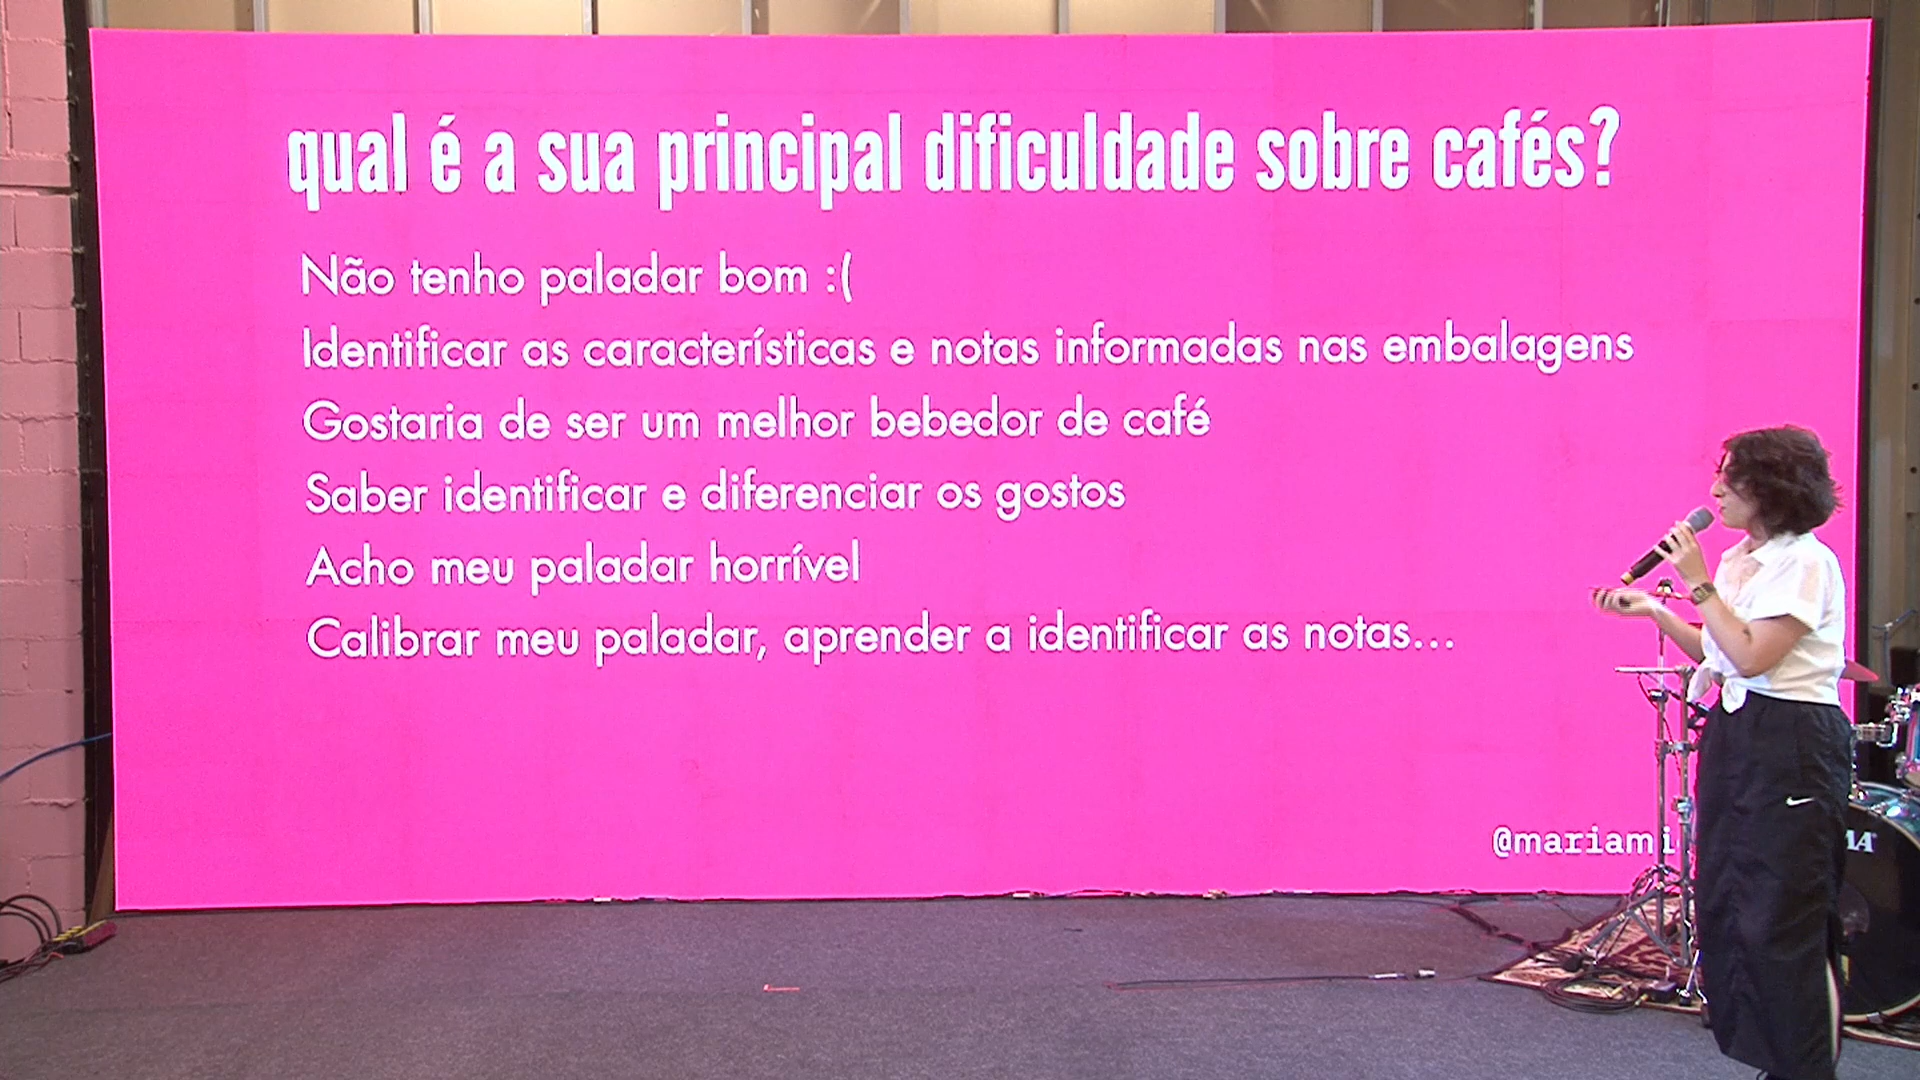 qual é a sua principal dificuldade sobre cafés?
Não tenho paladar bom :(
Identificar as características e notas informadas nas embalagens
Gostaria de ser um melhor bebedor de café
Saber identificar e diferenciar os gostos
Acho meu paladar horrível
Calibrar meu paladar, aprender a identificar as notas...